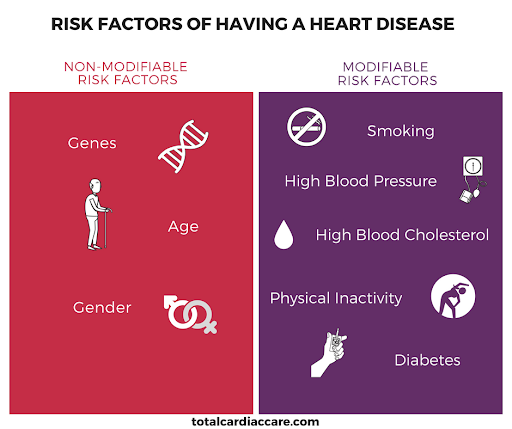 RISK FACTORS OF HAVING A HEART DISEASE
NON-MODIFIABLE
RISK FACTORS
Genes
Age
Gender
MODIFIABLE
RISK FACTORS
Smoking
High Blood Pressure
High Blood Cholesterol
Physical Inactivity
Diabetes
totalcardiaccare.com